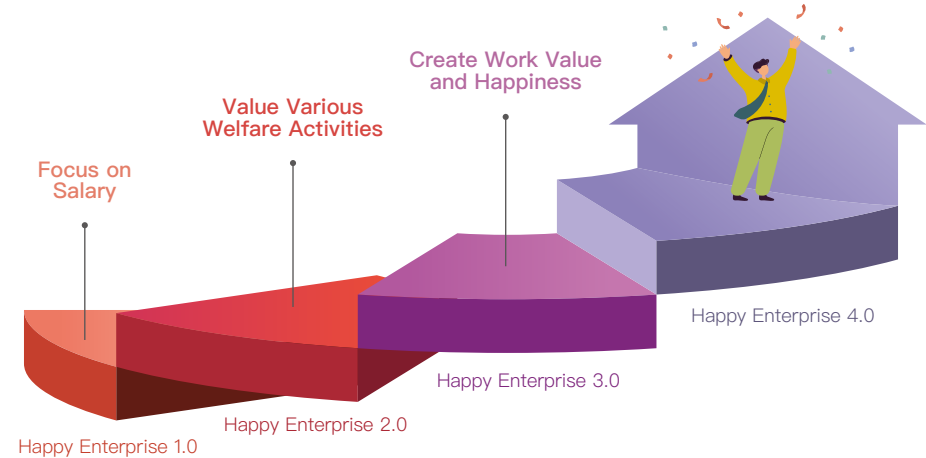 Focus on
Salary
Value Various
Welfare Activities
Create Work Value
and Happiness
Happy Enterprise 1.0
Happy Enterprise 2.0
Happy Enterprise 3.0
Happy Enterprise 4.0